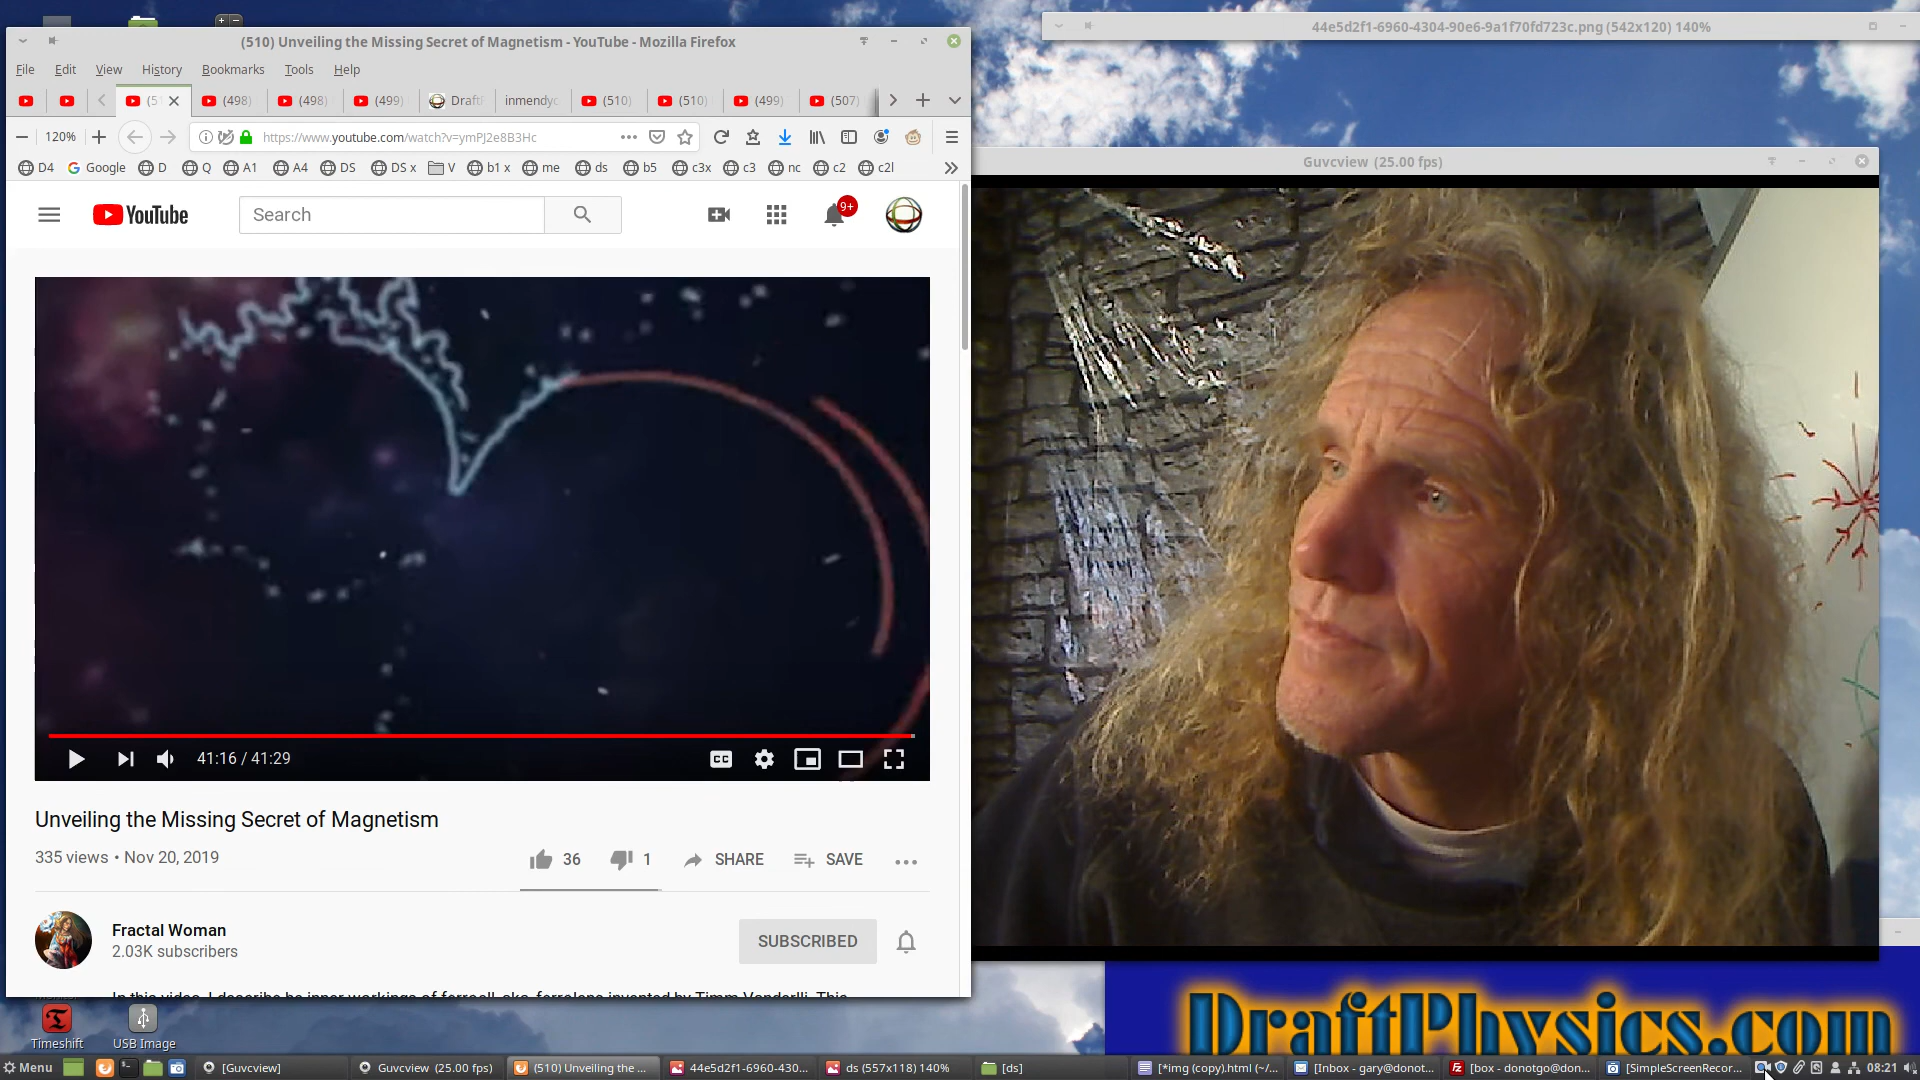 44e5d2f1-6960-4304-90e6-9a1f70fd723c.png (542x120) 140%
(510) Unveiling the Missing Secret of Magnetism - YouTube - Mozilla Firefox
File Edit View History Bookmarks Tools Help
(498) (498) (499) Draft inmendyc (510) (510) (499) (507)
120% https://www.youtube.com/watch?v=ymPJ2e8B3Hc
D4 Google D Q A1 A4 DS DS x V b1 x me ds b5 c3x c3 nc c2 c2l
Guvcview (25.00 fps)
YouTube Search 9+
CC
41:16 / 41:29
Unveiling the Missing Secret of Magnetism
335 views • Nov 20, 2019
36 1 SHARE SAVE
Fractal Woman
2.03K subscribers
SUBSCRIBED
DraftPhysics.com
Timeshift USB Image
Menu [Guvcview] Guvcview (25.00 fps) (510) Unveiling the ... 44e5d2f1-6960-430... ds (557x118) 140% [ds] [*img (copy).html (~/... [Inbox - gary@donot... [box - donotgo@don... [SimpleScreenRecor... 08:21